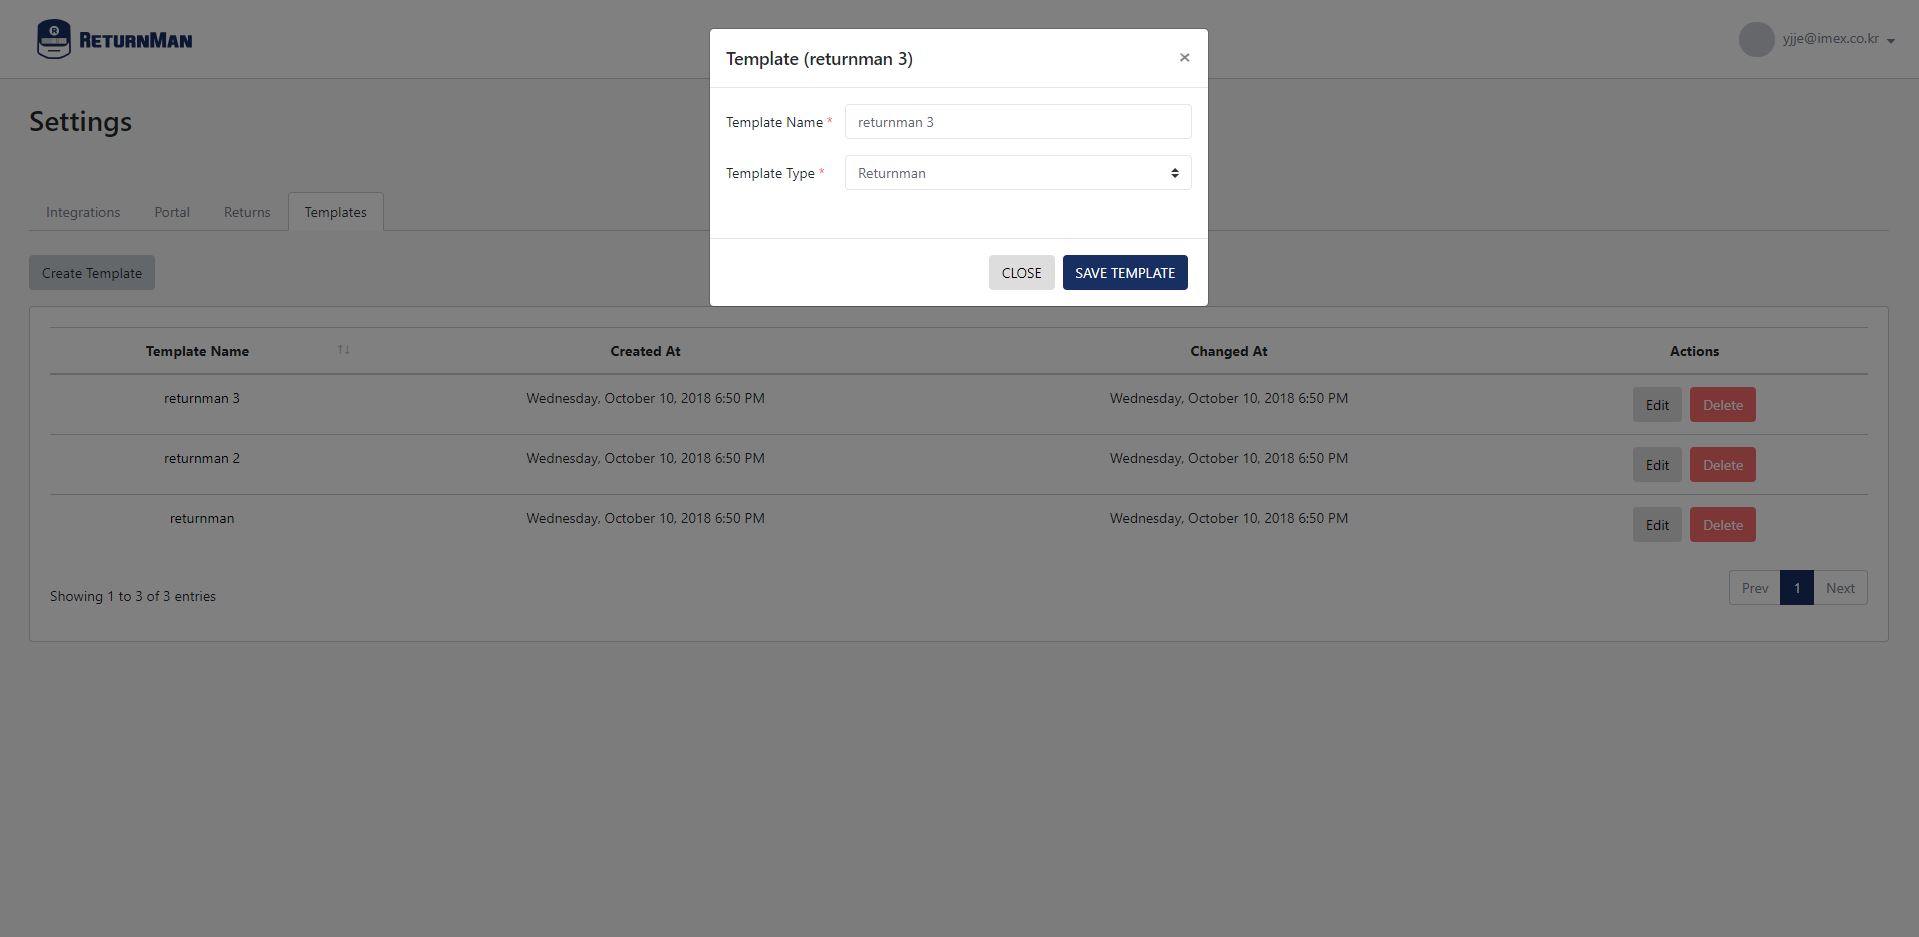 R
RETURNMAN
yjje@imex.co.kr
Template (returnman 3)
×
Template Name *
returnman 3
Template Type *
Returnman
CLOSE
SAVE TEMPLATE
Settings
Integrations
Portal
Returns
Templates
Create Template
Template Name ↑↓ Created At Changed At Actions
returnman 3 Wednesday, October 10, 2018 6:50 PM Wednesday, October 10, 2018 6:50 PM Edit Delete
returnman 2 Wednesday, October 10, 2018 6:50 PM Wednesday, October 10, 2018 6:50 PM Edit Delete
returnman Wednesday, October 10, 2018 6:50 PM Wednesday, October 10, 2018 6:50 PM Edit Delete
Showing 1 to 3 of 3 entries
Prev 1 Next